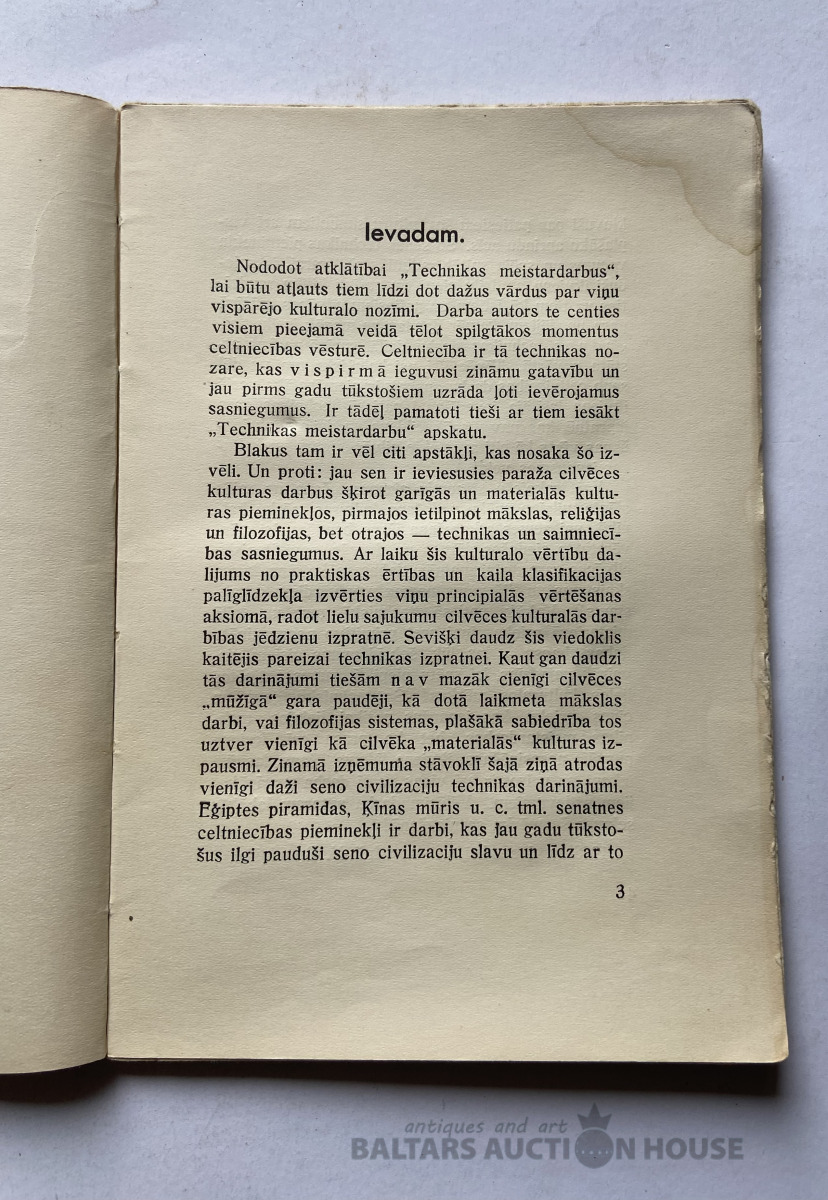 Ievadam.
Nododot atklātībai „Technikas meistardarbus“,
lai būtu atļauts tiem līdzi dot dažus vārdus par viņu
vispārējo kulturalo nozīmi. Darba autors te centies
visiem pieejamā veidā tēlot spilgtākos momentus
celtniecības vēsturē. Celtniecība ir tā technikas no-
zare, kas vispirmā ieguvusi zināmu gatavību un
jau pirms gadu tūkstošiem uzrāda ļoti ievērojamus
sasniegumus. Ir tādēļ pamatoti tieši ar tiem iesākt
„Technikas meistardarbu“ apskatu.
Blakus tam ir vēl citi apstākļi, kas nosaka šo iz-
vēli. Un proti: jau sen ir ieviesusies paraža cilvēces
kulturas darbus šķirot garīgās un materialās kultu-
ras pieminekļos, pirmajos ietilpinot mākslas, reliģijas
un filozofijas, bet otrajos — technikas un saimniecī-
bas sasniegumus. Ar laiku šis kulturalo vērtību da-
lijums no praktiskas ērtības un kaila klasifikacijas
palīglīdzekļa izvērties viņu principialās vērtēšanas
aksiomā, radot lielu sajukumu cilvēces kulturalās dar-
bības jēdzienu izpratnē. Sevišķi daudz šis viedoklis
kaitējis pareizai technikas izpratnei. Kaut gan daudzi
tās darinājumi tiešām nav mazāk cienīgi cilvēces
„mūžīgā“ gara paudēji, kā dotā laikmeta mākslas
darbi, vai filozofijas sistemas, plašākā sabiedrība tos
uztver vienīgi kā cilvēka „materialās“ kulturas iz-
pausmi. Zinamā izņēmuma stāvoklī šajā ziņā atrodas
vienīgi daži seno civilizaciju technikas darinājumi.
Eģiptes piramidas, Ķīnas mūris u. c. tml. senatnes
celtniecības pieminekļi ir darbi, kas jau gadu tūksto-
šus ilgi pauduši seno civilizaciju slavu un līdz ar to
3
antiques and art
BALTARS AUCTION HOUSE